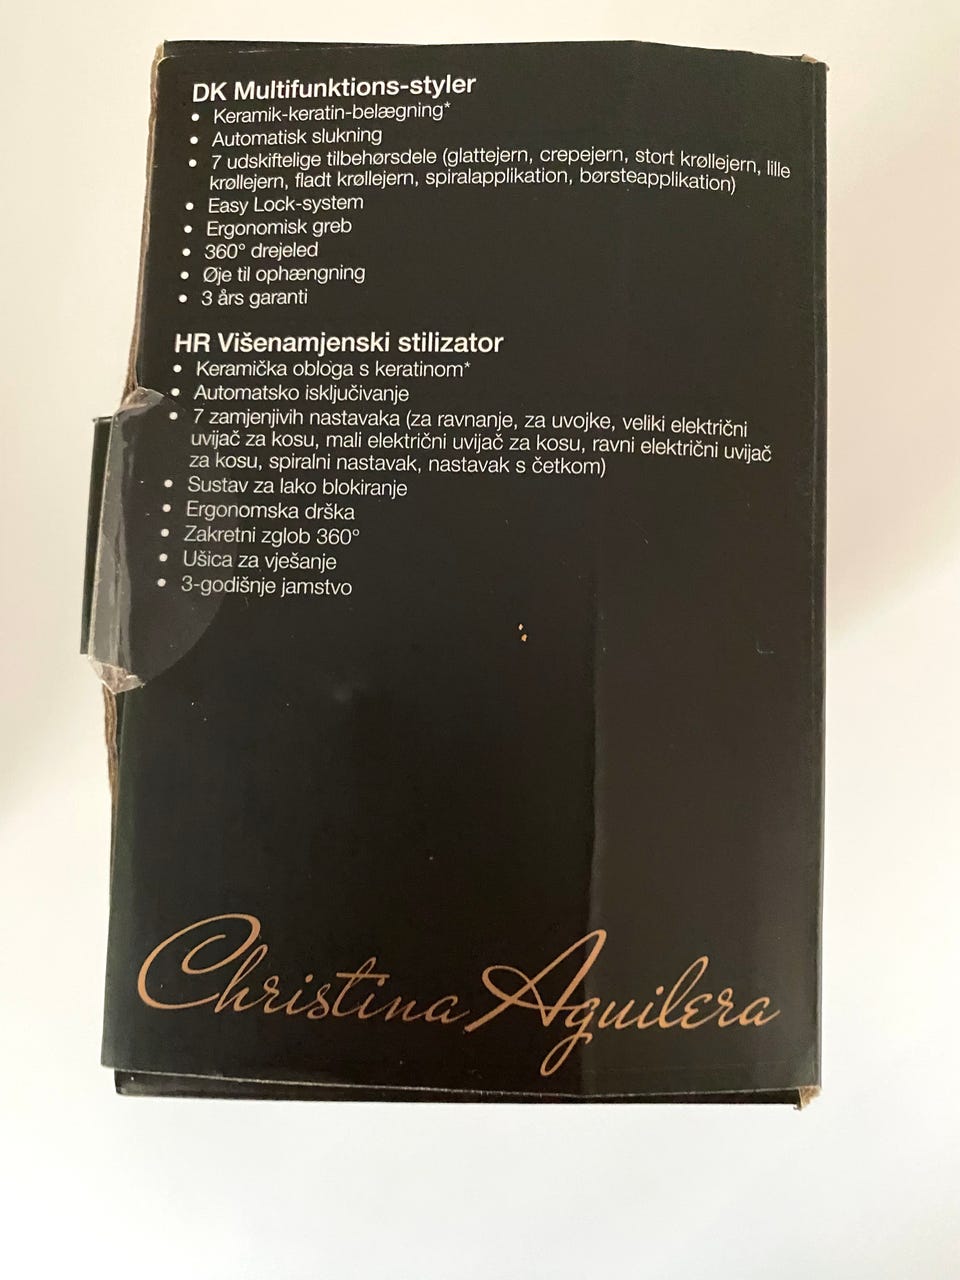 DK Multifunktions-styler
• Keramik-keratin-belægning*
• Automatisk slukning
• 7 udskiftelige tilbehørsdele (glattejern, crepejern, stort krøllejern, lille
krøllejern, fladt krøllejern, spiralapplikation, børsteapplikation)
• Easy Lock-system
• Ergonomisk greb
• 360° drejeled
• Øje til ophængning
• 3 års garanti
HR Višenamjenski stilizator
• Keramička obloga s keratinom*
• Automatsko isključivanje
• 7 zamjenjivih nastavaka (za ravnanje, za uvojke, veliki električni
uvijač za kosu, mali električni uvijač za kosu, ravni električni uvijač
za kosu, spiralni nastavak, nastavak s četkom)
• Sustav za lako blokiranje
• Ergonomska drška
• Zakretni zglob 360°
• Ušica za vješanje
• 3-godišnje jamstvo
Christina Aguilera